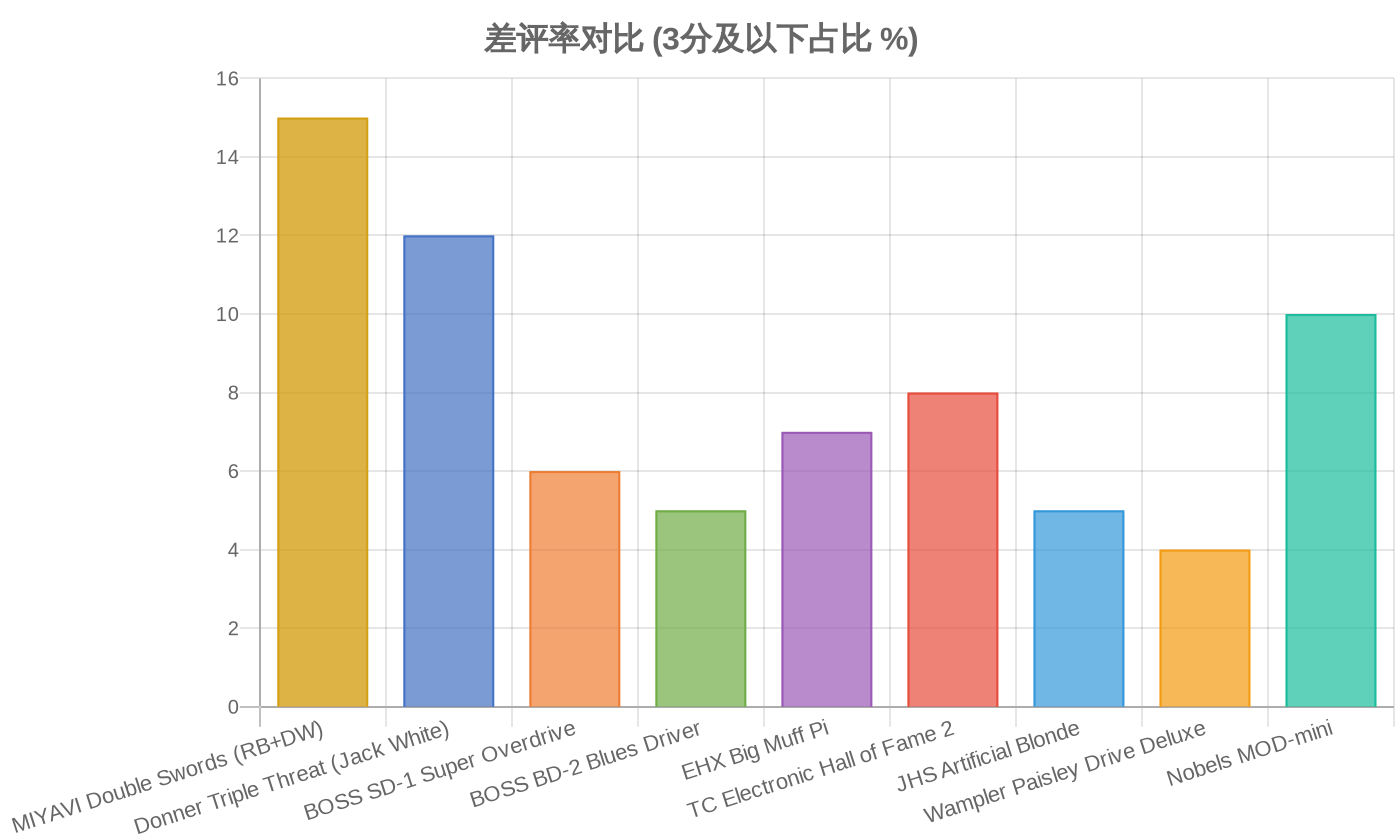 差评率对比 (3分及以下占比 %)
16
14
12
10
8
6
4
2
0
MIYAVI Double Swords (RB+DW)
Donner Triple Threat (Jack White)
BOSS SD-1 Super Overdrive
BOSS BD-2 Blues Driver
EHX Big Muff Pi
TC Electronic Hall of Fame 2
JHS Artificial Blonde
Wampler Paisley Drive Deluxe
Nobels MOD-mini